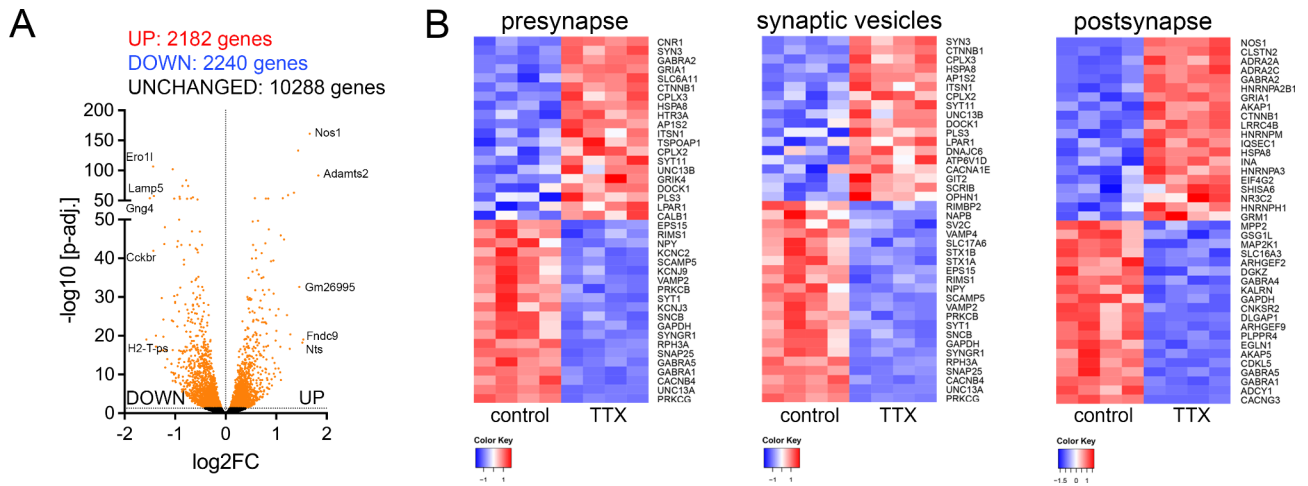 A
UP: 2182 genes
DOWN: 2240 genes
UNCHANGED: 10288 genes
200
150
100
50
50
40
30
20
10
0
-log10 [p-adj.]
Nos1
Ero1l
Adamts2
Lamp5
Gng4
Cckbr
Gm26995
Fndc9
H2-T-ps
Nts
DOWN
UP
-2
-1
0
1
2
log2FC
B
presynapse
CNR1
SYN3
GABRA2
GRIA1
SLC6A11
CTNNB1
CPLX3
HSPA8
HTR3A
AP1S2
ITSN1
TSPOAP1
CPLX2
SYT11
UNC13B
GRIK4
DOCK1
PLS3
LPAR1
CALB1
EPS15
RIMS1
NPY
KCNC2
SCAMP5
KCNJ9
VAMP2
PRKCB
SYT1
KCNJ3
SNCB
GAPDH
SYNGR1
RPH3A
SNAP25
GABRA5
GABRA1
CACNB4
UNC13A
PRKCG
control
TTX
Color Key
-1
1
synaptic vesicles
SYN3
CTNNB1
CPLX3
HSPA8
AP1S2
ITSN1
CPLX2
SYT11
UNC13B
DOCK1
PLS3
LPAR1
DNAJC6
ATP6V1D
CACNA1E
GIT2
SCRIB
OPHN1
RIMBP2
NAPB
SV2C
VAMP4
SLC17A6
STX1B
STX1A
EPS15
RIMS1
NPY
SCAMP5
VAMP2
PRKCB
SYT1
SNCB
GAPDH
SYNGR1
RPH3A
SNAP25
CACNB4
UNC13A
PRKCG
control
TTX
Color Key
-1
1
postsynapse
NOS1
CLSTN2
ADRA2A
ADRA2C
GABRA2
HNRNPA2B1
GRIA1
AKAP1
CTNNB1
LRRC4B
HNRNPM
IQSEC1
HSPA8
INA
HNRNPA3
EIF4G2
SHISA6
NR3C2
HNRNPH1
GRM1
MPP2
GSG1L
MAP2K1
SLC16A3
ARHGEF2
DGKZ
GABRA4
KALRN
GAPDH
CNKSR2
DLGAP1
ARHGEF9
PLPPR4
EGLN1
AKAP5
CDKL5
GABRA5
GABRA1
ADCY1
CACNG3
control
TTX
Color Key
-1.5
0
1